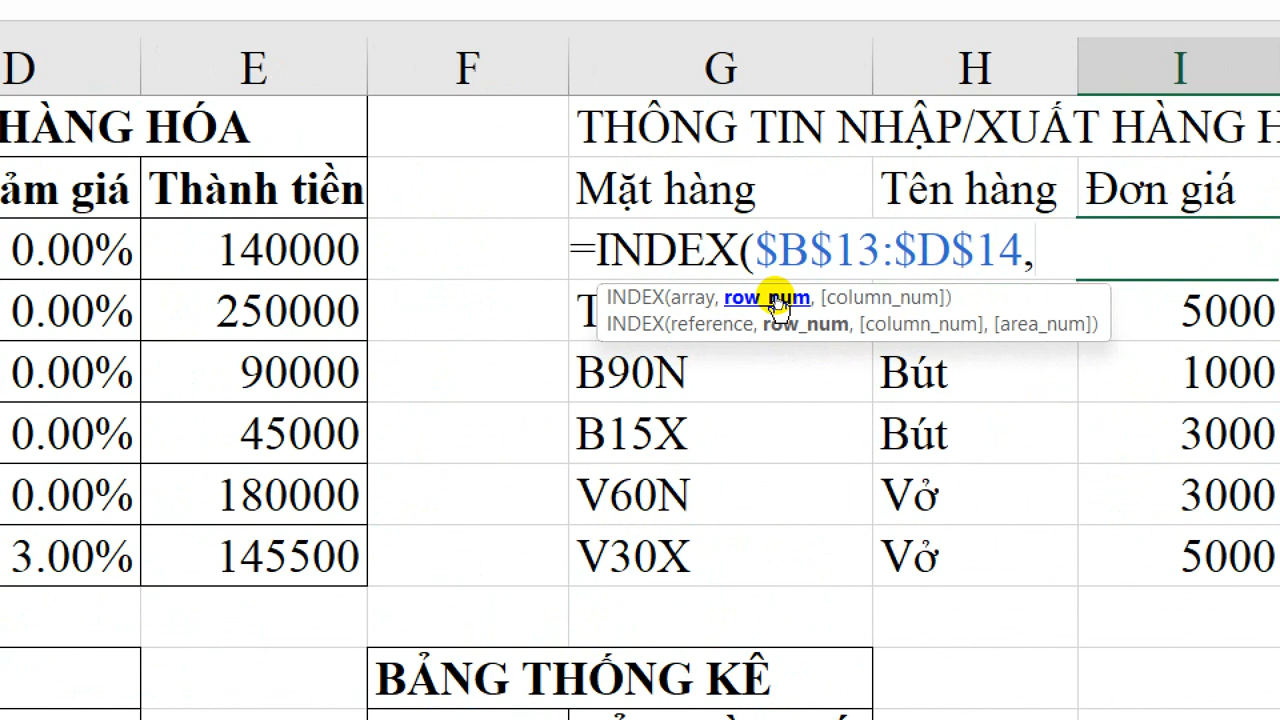 D E F G H I
HÀNG HÓA THÔNG TIN NHẬP/XUẤT HÀNG H
ảm giá Thành tiền Mặt hàng Tên hàng Đơn giá
0.00% 140000 =INDEX($B$13:$D$14,
0.00% 250000 T INDEX(array, row_num, [column_num]) 5000
INDEX(reference, row_num, [column_num], [area_num])
0.00% 90000 B90N Bút 1000
0.00% 45000 B15X Bút 3000
0.00% 180000 V60N Vở 3000
3.00% 145500 V30X Vở 5000
BẢNG THỐNG KÊ